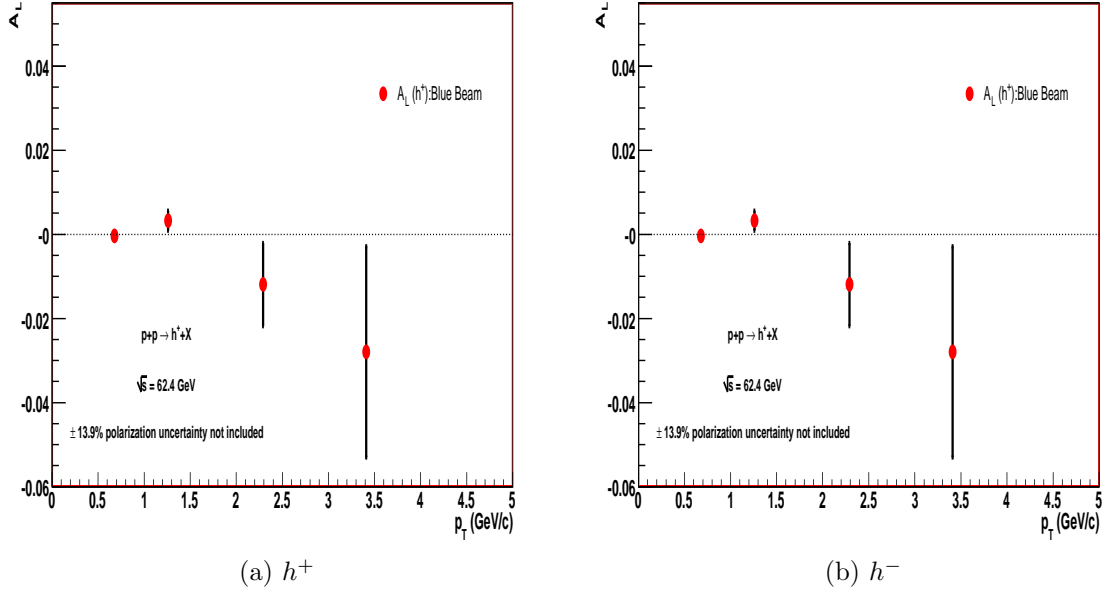 A_L
0.04
0.02
-0
-0.02
-0.04
-0.06
A_L (h⁺):Blue Beam
p+p → h⁺+X
√s = 62.4 GeV
± 13.9% polarization uncertainty not included
0 0.5 1 1.5 2 2.5 3 3.5 4 4.5 5
p_T (GeV/c)
(a) h⁺
A_L
0.04
0.02
-0
-0.02
-0.04
-0.06
A_L (h⁺):Blue Beam
p+p → h⁺+X
√s = 62.4 GeV
± 13.9% polarization uncertainty not included
0 0.5 1 1.5 2 2.5 3 3.5 4 4.5 5
p_T (GeV/c)
(b) h⁻